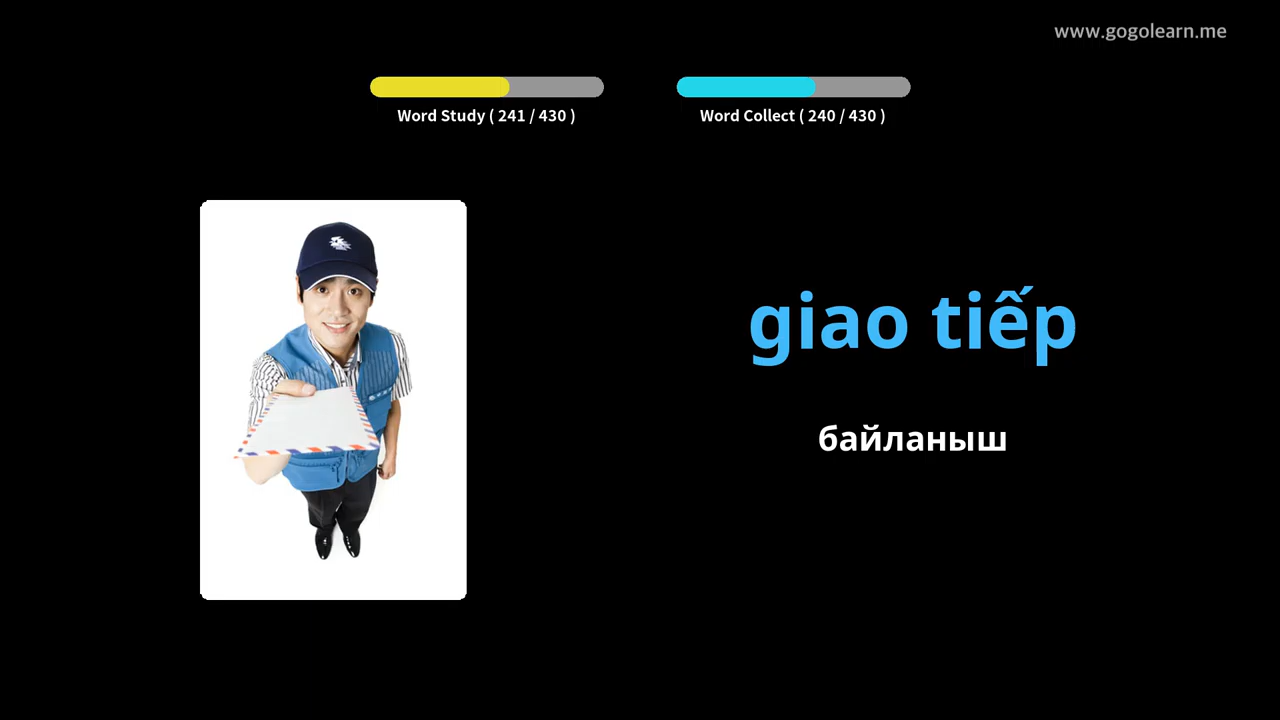 www.gogolearn.me
Word Study ( 241 / 430 )
Word Collect ( 240 / 430 )
giao tiếp
байланыш